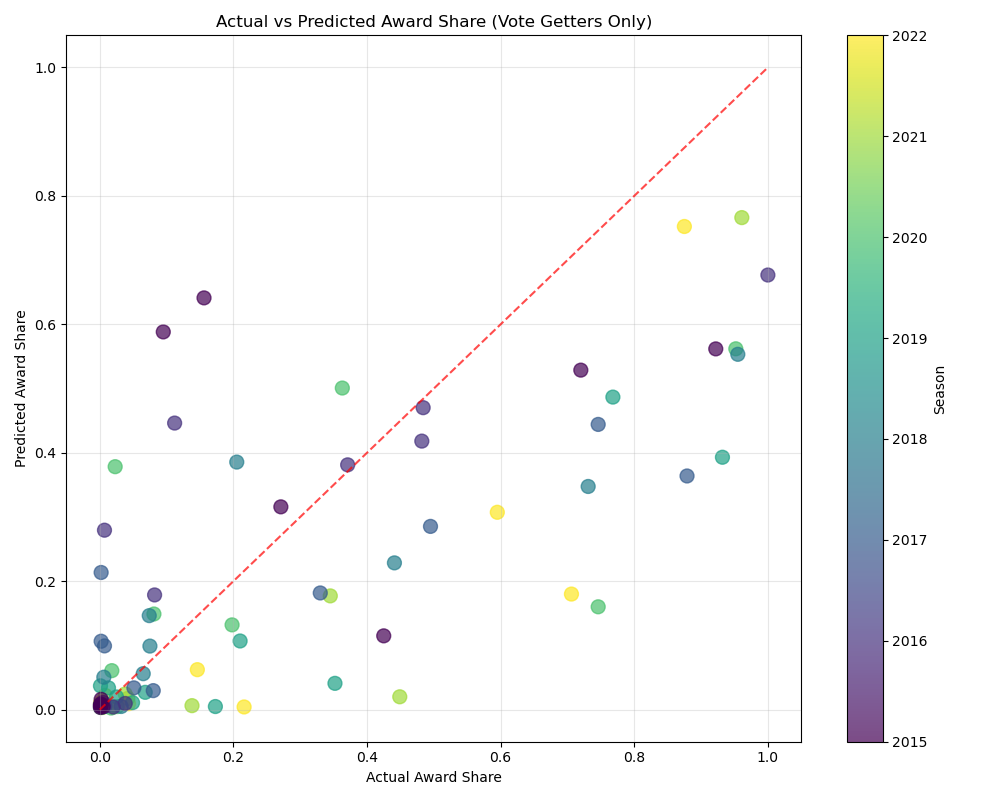 Actual vs Predicted Award Share (Vote Getters Only)
Predicted Award Share
1.0
0.8
0.6
0.4
0.2
0.0
0.0 0.2 0.4 0.6 0.8 1.0
Actual Award Share
2022
2021
2020
2019
2018
2017
2016
2015
Season